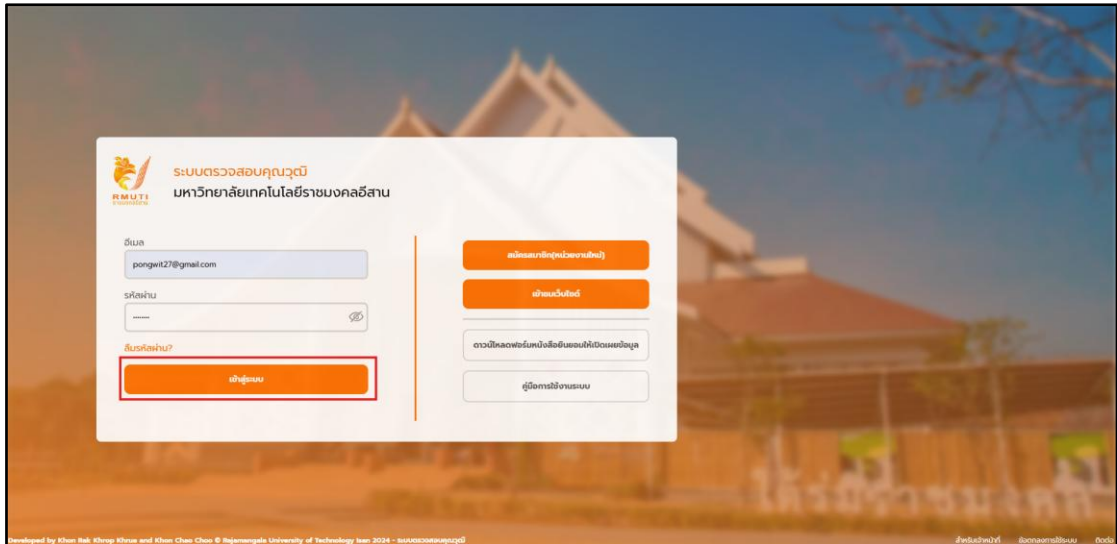 ระบบตรวจสอบคุณวุฒิ
มหาวิทยาลัยเทคโนโลยีราชมงคลอีสาน
RMUTI
อีเมล
pongwit27@gmail.com
รหัสผ่าน
ลืมรหัสผ่าน?
เข้าสู่ระบบ
สมัครสมาชิก(หน่วยงานใหม่)
เข้าชมเว็บไซต์
ดาวน์โหลดฟอร์มหนังสือยินยอมให้เปิดเผยข้อมูล
คู่มือการใช้งานระบบ
Developed by Khon Rak Khrop Khrua and Khon Chao Choo © Rajamangala University of Technology Isan 2024 - ระบบตรวจสอบคุณวุฒิ
สำหรับเจ้าหน้าที่ ข้อตกลงการใช้ระบบ ติดต่อ